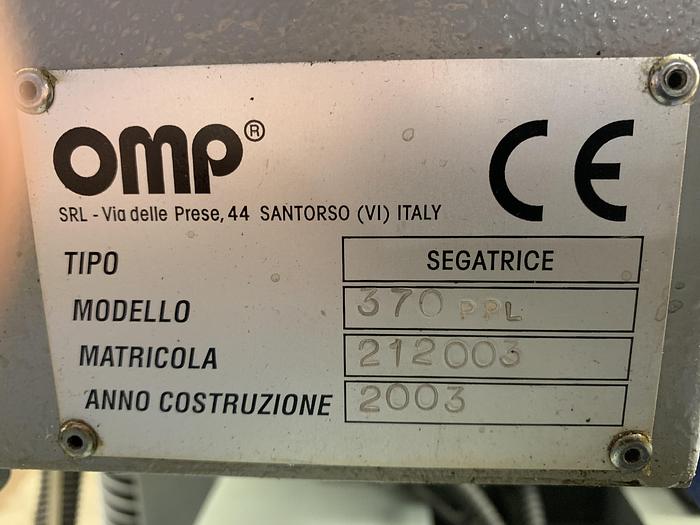 OMP®
CE
SRL - Via delle Prese, 44 SANTORSO (VI) ITALY
TIPO SEGATRICE
MODELLO 370 PPL
MATRICOLA 212003
ANNO COSTRUZIONE 2003